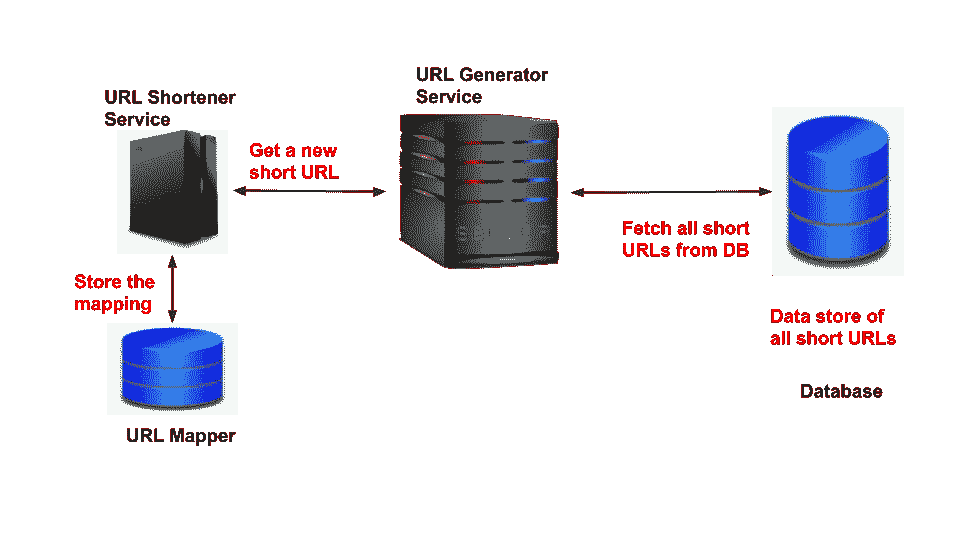 URL Shortener
Service
URL Generator
Service
Get a new
short URL
Fetch all short
URLs from DB
Store the
mapping
Data store of
all short URLs
Database
URL Mapper